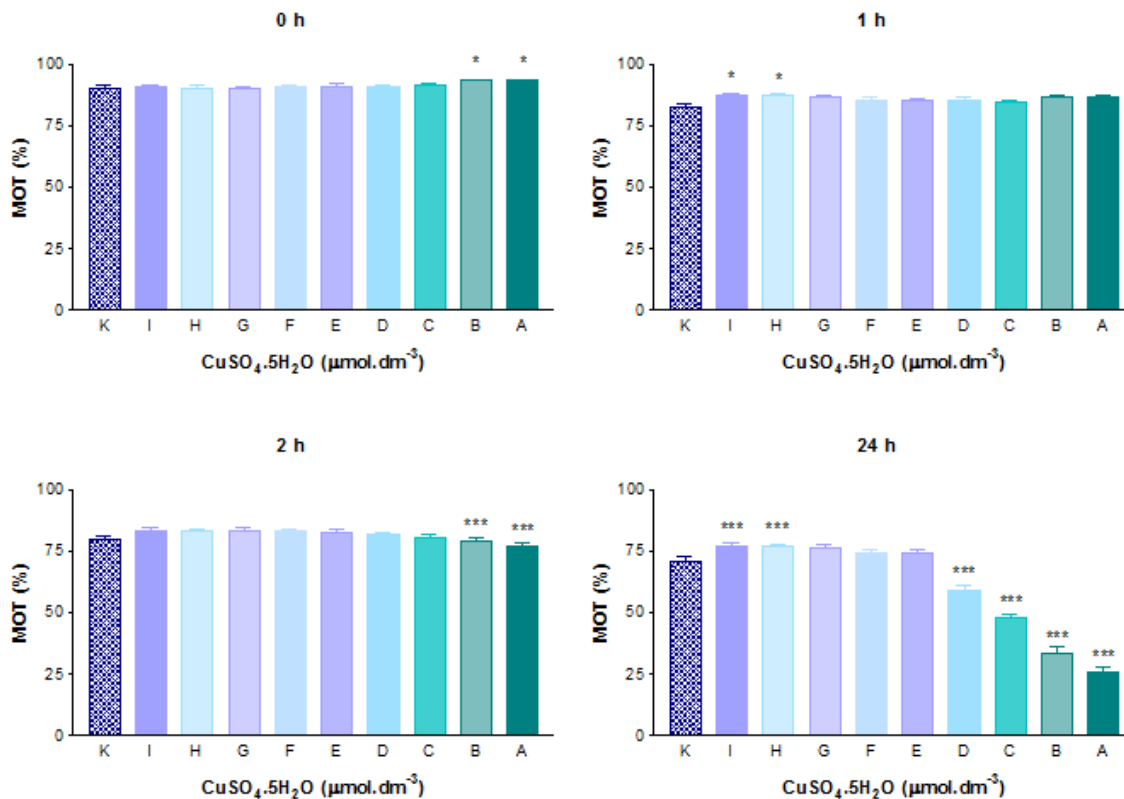 0 h
MOT (%)
100
75
50
25
0
* *
K I H G F E D C B A
CuSO₄.5H₂O (μmol.dm⁻³)
1 h
MOT (%)
100
75
50
25
0
* *
K I H G F E D C B A
CuSO₄.5H₂O (μmol.dm⁻³)
2 h
MOT (%)
100
75
50
25
0
*** ***
K I H G F E D C B A
CuSO₄.5H₂O (μmol.dm⁻³)
24 h
MOT (%)
100
75
50
25
0
*** *** *** *** *** ***
K I H G F E D C B A
CuSO₄.5H₂O (μmol.dm⁻³)